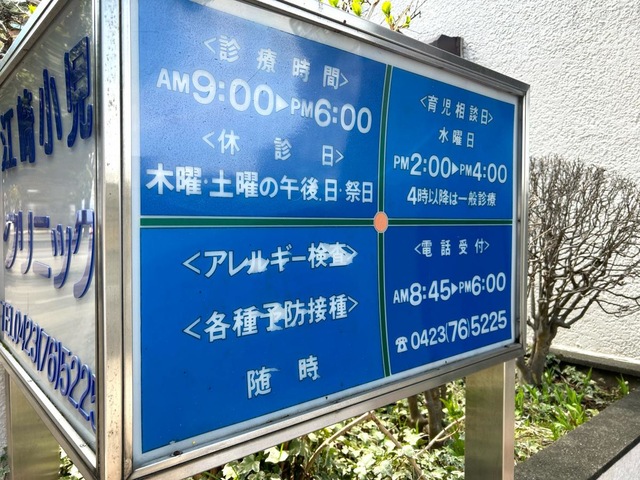 江前小児
クリニック
TEL0423(76)5225
<診療時間>
AM9:00▶PM6:00
<休診日>
木曜・土曜の午後、日・祭日
<育児相談日>
水曜日
PM2:00▶PM4:00
4時以降は一般診療
<アレルギー検査>
<各種予防接種>
随時
<電話受付>
AM8:45▶PM6:00
☎0423(76)5225